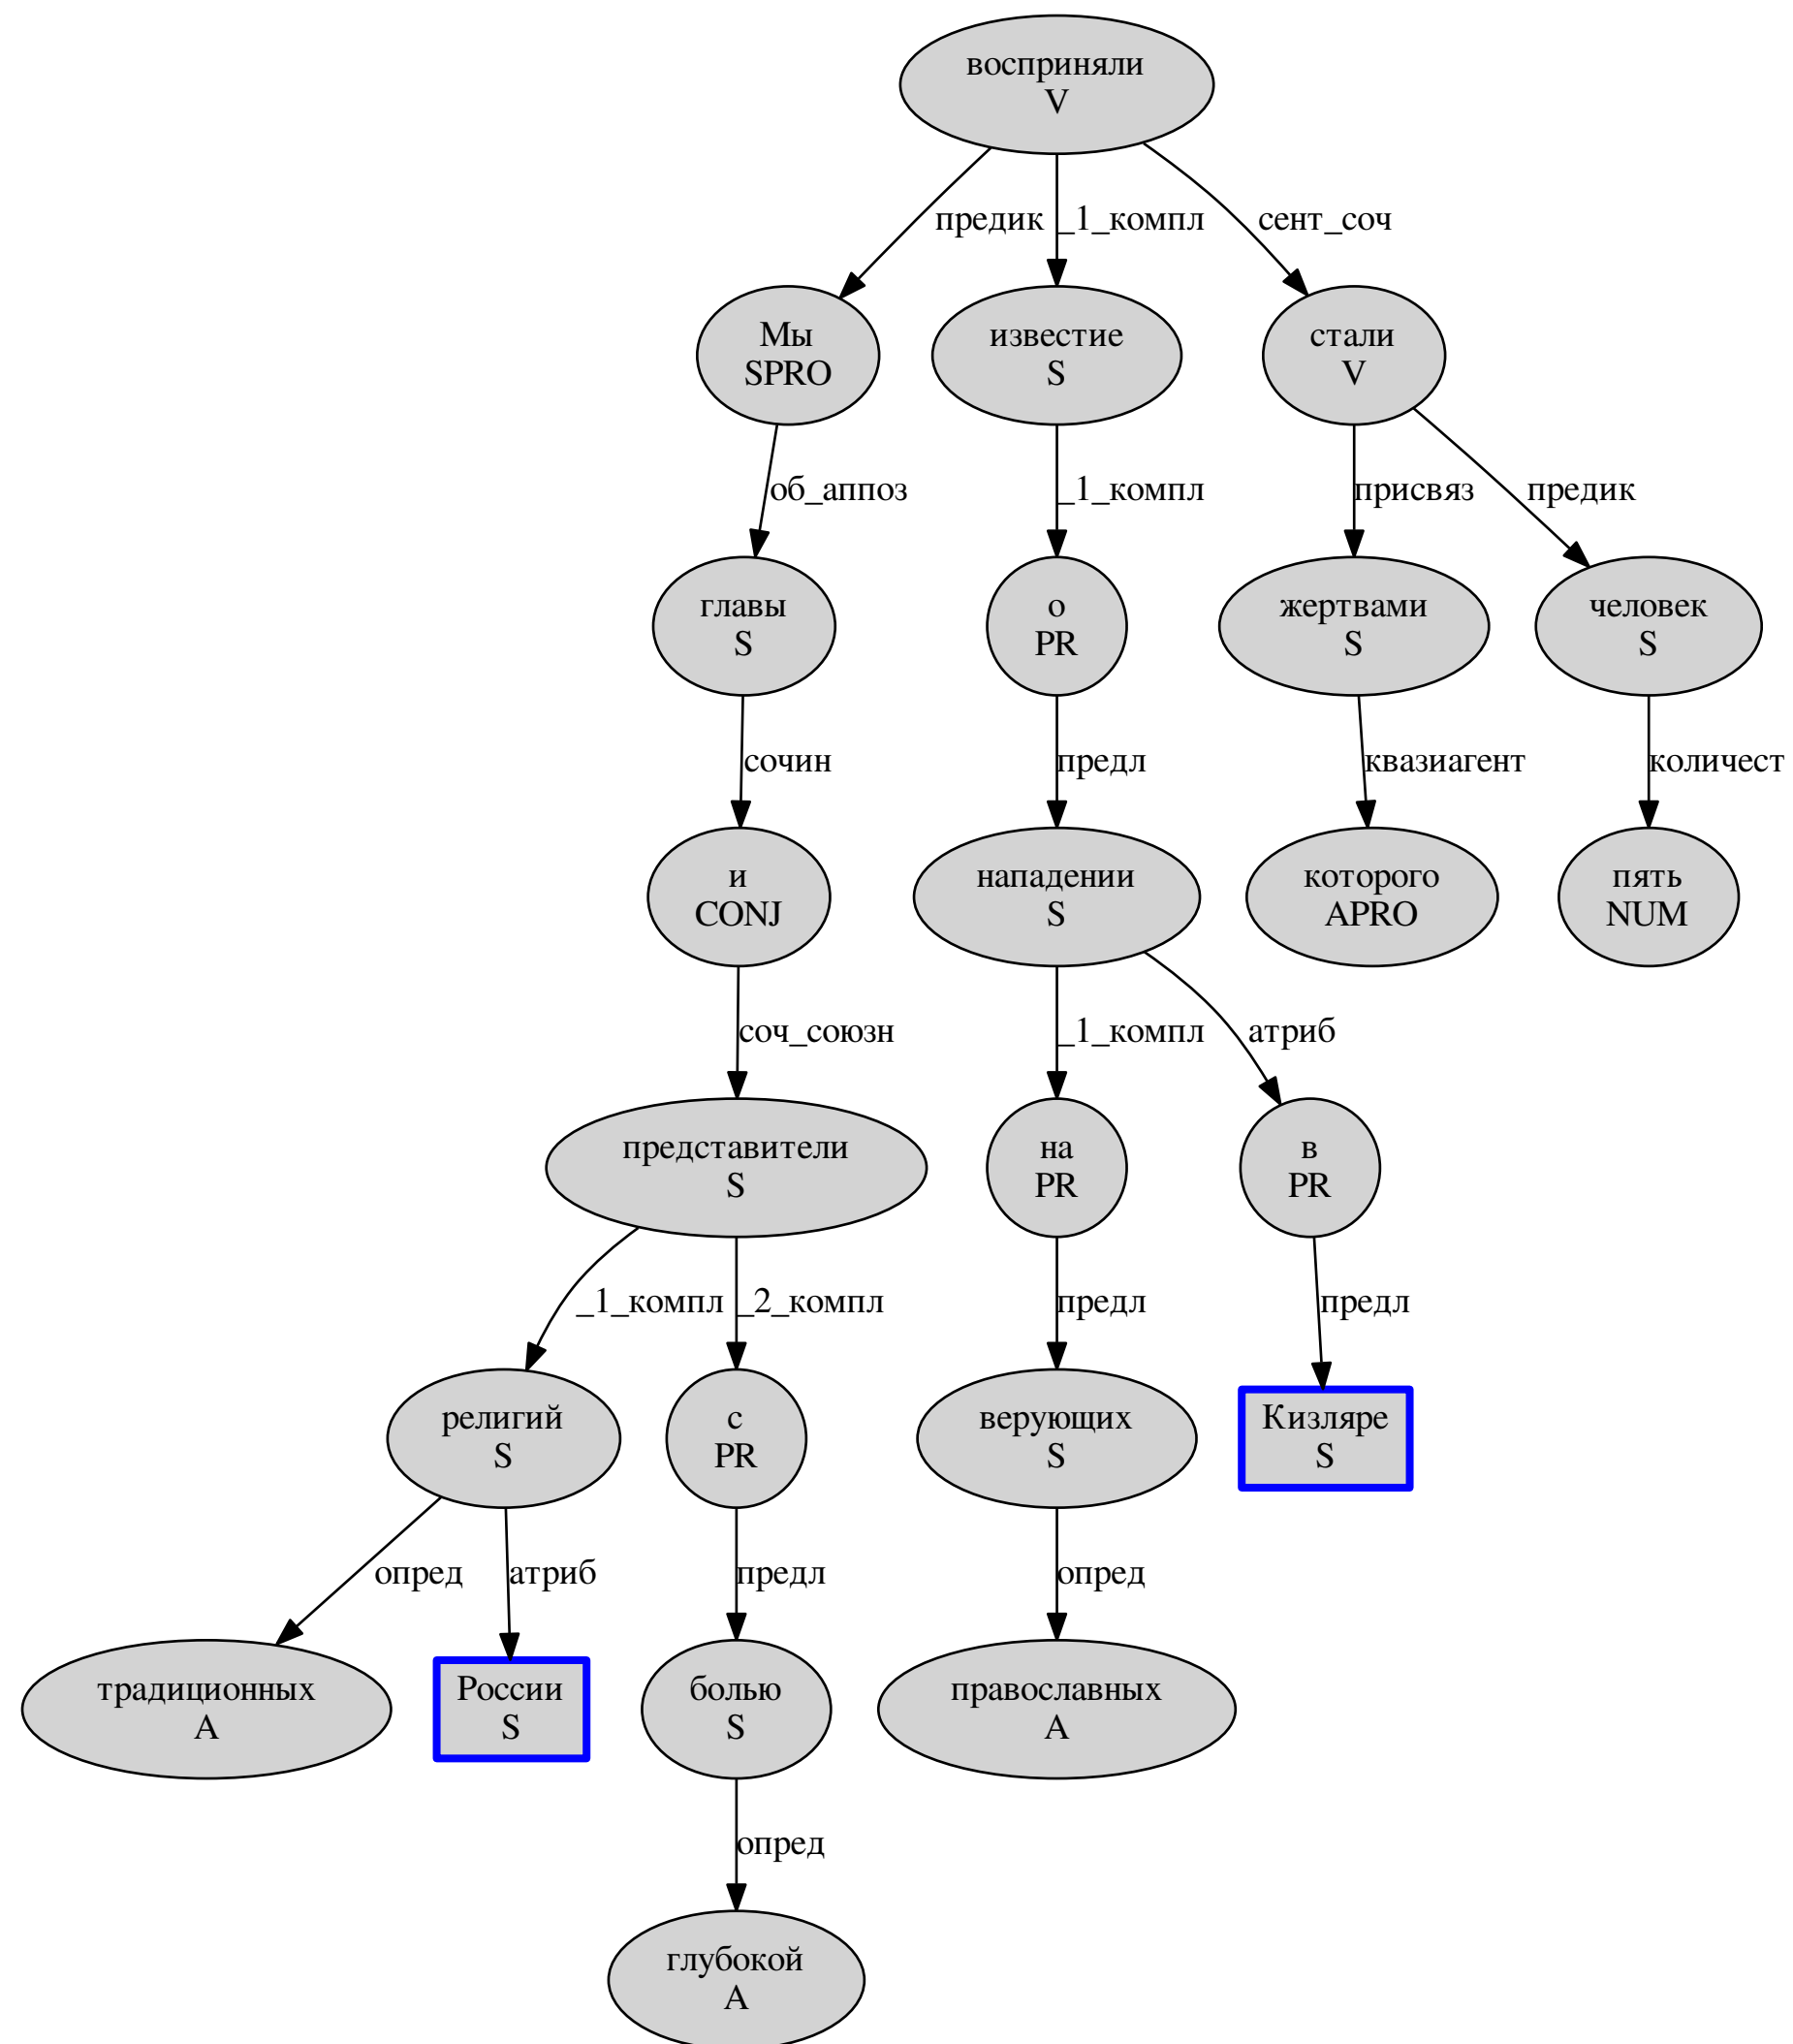 восприняли
V
предик
_1_компл
сент_соч
Мы
SPRO
известие
S
стали
V
об_аппоз
_1_компл
присвяз
предик
главы
S
о
PR
жертвами
S
человек
S
сочин
предл
квазиагент
количест
и
CONJ
нападении
S
которого
APRO
пять
NUM
соч_союзн
_1_компл
атриб
представители
S
на
PR
в
PR
_1_компл
_2_компл
предл
предл
религий
S
с
PR
верующих
S
Кизляре
S
опред
атриб
предл
опред
традиционных
A
России
S
болью
S
православных
A
опред
глубокой
A